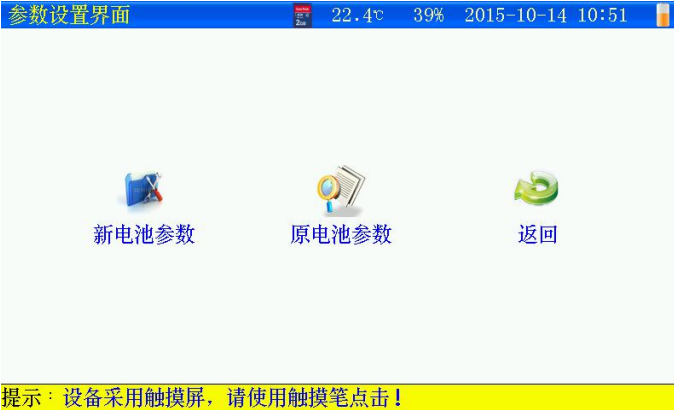 参数设置界面 22.4℃ 39% 2015-10-14 10:51
新电池参数 原电池参数 返回
提示：设备采用触摸屏，请使用触摸笔点击！